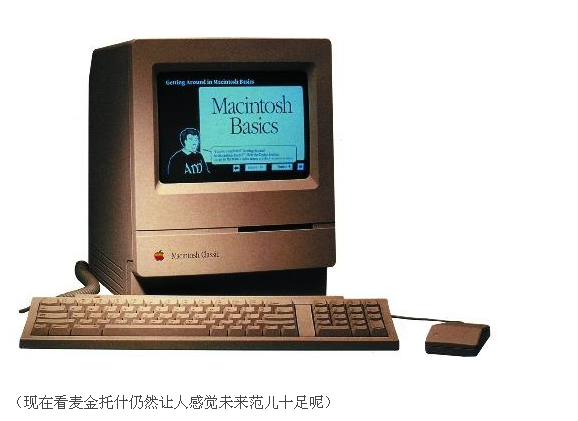 Getting Around in Macintosh Basics
Macintosh
Basics
Macintosh Classic
（现在看麦金托什仍然让人感觉未来范儿十足呢）